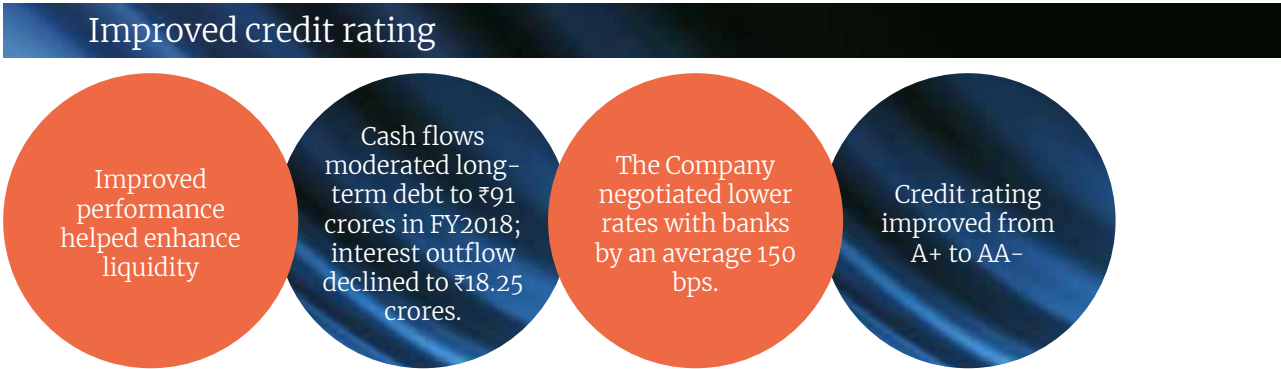 Improved credit rating
Improved
performance
helped enhance
liquidity
Cash flows
moderated long-
term debt to ₹91
crores in FY2018;
interest outflow
declined to ₹18.25
crores.
The Company
negotiated lower
rates with banks
by an average 150
bps.
Credit rating
improved from
A+ to AA-